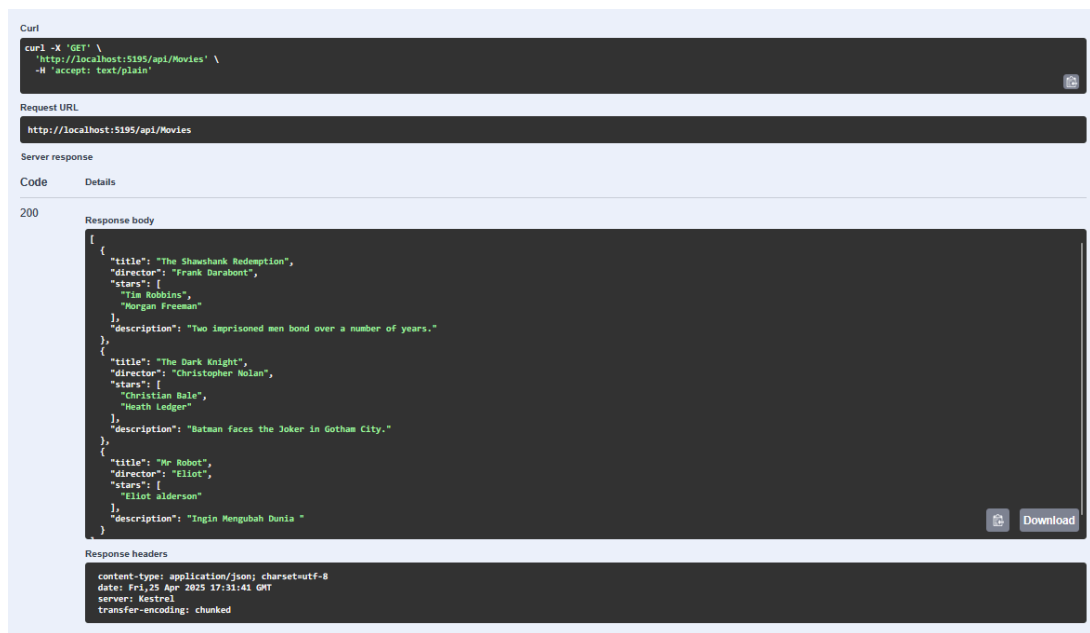 Curl
curl -X 'GET' \
'http://localhost:5195/api/Movies' \
-H 'accept: text/plain'
Request URL
http://localhost:5195/api/Movies
Server response
Code Details
200
Response body
[
{
"title": "The Shawshank Redemption",
"director": "Frank Darabont",
"stars": [
"Tim Robbins",
"Morgan Freeman"
],
"description": "Two imprisoned men bond over a number of years."
},
{
"title": "The Dark Knight",
"director": "Christopher Nolan",
"stars": [
"Christian Bale",
"Heath Ledger"
],
"description": "Batman faces the Joker in Gotham City."
},
{
"title": "Mr Robot",
"director": "Eliot",
"stars": [
"Eliot alderson"
],
"description": "Ingin Mengubah Dunia "
}
Download
Response headers
content-type: application/json; charset=utf-8
date: Fri,25 Apr 2025 17:31:41 GMT
server: Kestrel
transfer-encoding: chunked